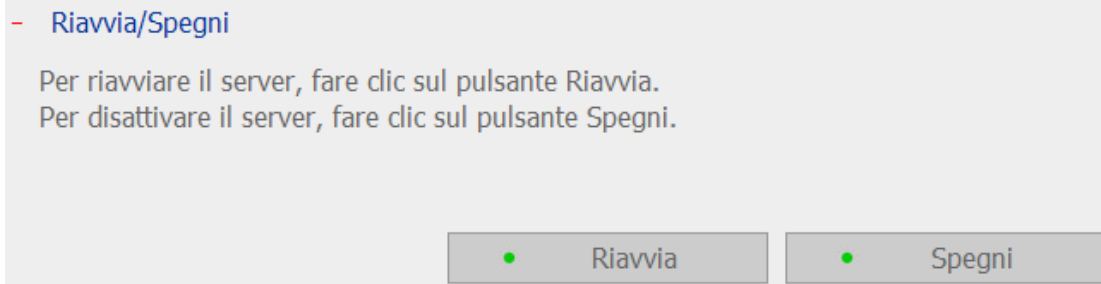 - Riavvia/Spegni
Per riavviare il server, fare clic sul pulsante Riavvia.
Per disattivare il server, fare clic sul pulsante Spegni.
Riavvia
Spegni